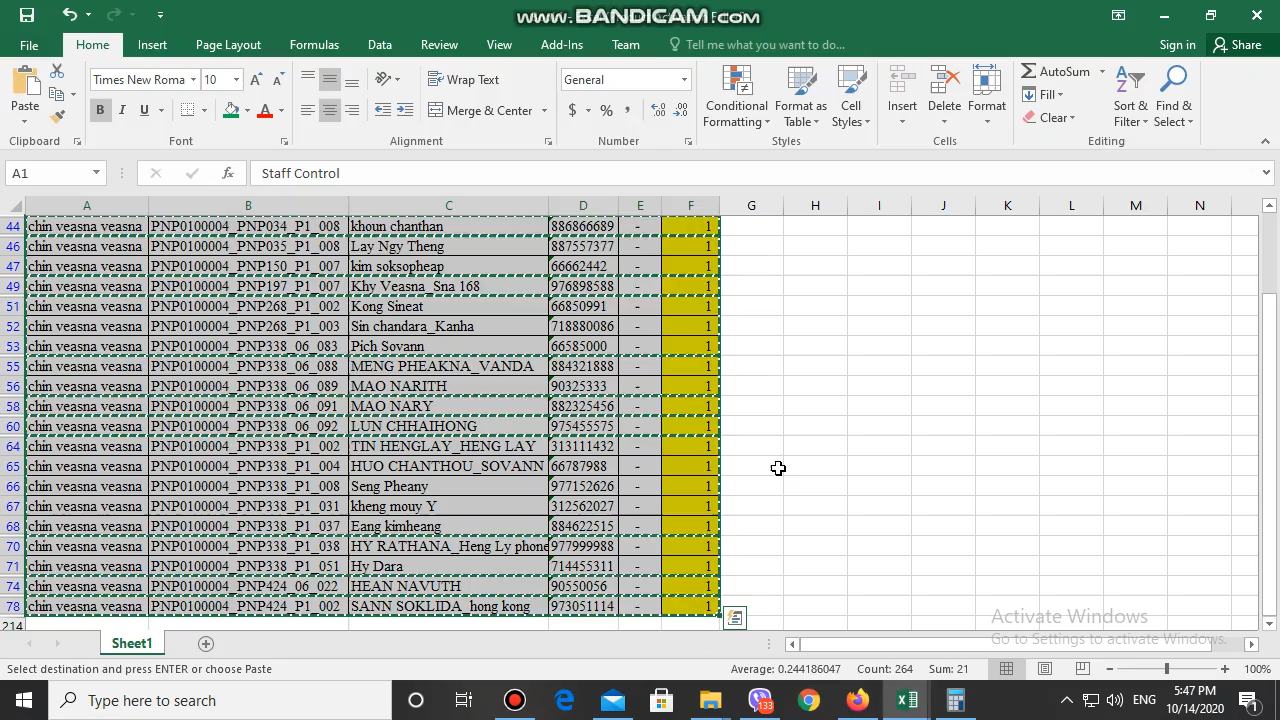 www.BANDICAM.com
File
Home
Insert
Page Layout
Formulas
Data
Review
View
Add-Ins
Team
Tell me what you want to do...
Sign in
Share
Paste
Times New Roma
10
B I U
Wrap Text
Merge & Center
General
$ % ,
Conditional Formatting
Format as Table
Cell Styles
Insert
Delete
Format
AutoSum
Fill
Clear
Sort & Filter
Find & Select
Clipboard
Font
Alignment
Number
Styles
Cells
Editing
A1
fx
Staff Control
A B C D E F G H I J K L M N
44 chin veasna veasna PNP0100004_PNP034_P1_008 khoun chanthan 886866689 - 1
46 chin veasna veasna PNP0100004_PNP035_P1_008 Lay Ngy Theng 887557377 - 1
47 chin veasna veasna PNP0100004_PNP150_P1_007 kim soksopheap 66662442 - 1
49 chin veasna veasna PNP0100004_PNP197_P1_007 Khy Veasna_Sna 168 976898588 - 1
51 chin veasna veasna PNP0100004_PNP268_P1_002 Kong Sineat 66850991 - 1
52 chin veasna veasna PNP0100004_PNP268_P1_003 Sin chandara_Kanha 718880086 - 1
53 chin veasna veasna PNP0100004_PNP338_06_083 Pich Sovann 66585000 - 1
55 chin veasna veasna PNP0100004_PNP338_06_088 MENG PHEAKNA_VANDA 884321888 - 1
56 chin veasna veasna PNP0100004_PNP338_06_089 MAO NARITH 90325333 - 1
58 chin veasna veasna PNP0100004_PNP338_06_091 MAO NARY 882325456 - 1
60 chin veasna veasna PNP0100004_PNP338_06_092 LUN CHHAIHONG 975455575 - 1
64 chin veasna veasna PNP0100004_PNP338_P1_002 TIN HENGLAY_HENG LAY 313111432 - 1
65 chin veasna veasna PNP0100004_PNP338_P1_004 HUO CHANTHOU_SOVANN 66787988 - 1
66 chin veasna veasna PNP0100004_PNP338_P1_008 Seng Pheany 977152626 - 1
67 chin veasna veasna PNP0100004_PNP338_P1_031 kheng mouy Y 312562027 - 1
68 chin veasna veasna PNP0100004_PNP338_P1_037 Eang kimheang 884622515 - 1
70 chin veasna veasna PNP0100004_PNP338_P1_038 HY RATHANA_Heng Ly phone 977999988 - 1
71 chin veasna veasna PNP0100004_PNP338_P1_051 Hy Dara 714455311 - 1
74 chin veasna veasna PNP0100004_PNP424_06_022 HEAN NAVUTH 90550056 - 1
78 chin veasna veasna PNP0100004_PNP424_P1_002 SANN SOKLIDA_hong kong 973051114 - 1
214
Activate Windows
Go to Settings to activate Windows.
Sheet1
Select destination and press ENTER or choose Paste
Average: 0.244186047
Count: 264
Sum: 21
100%
Type here to search
133
ENG
5:47 PM
10/14/2020
1